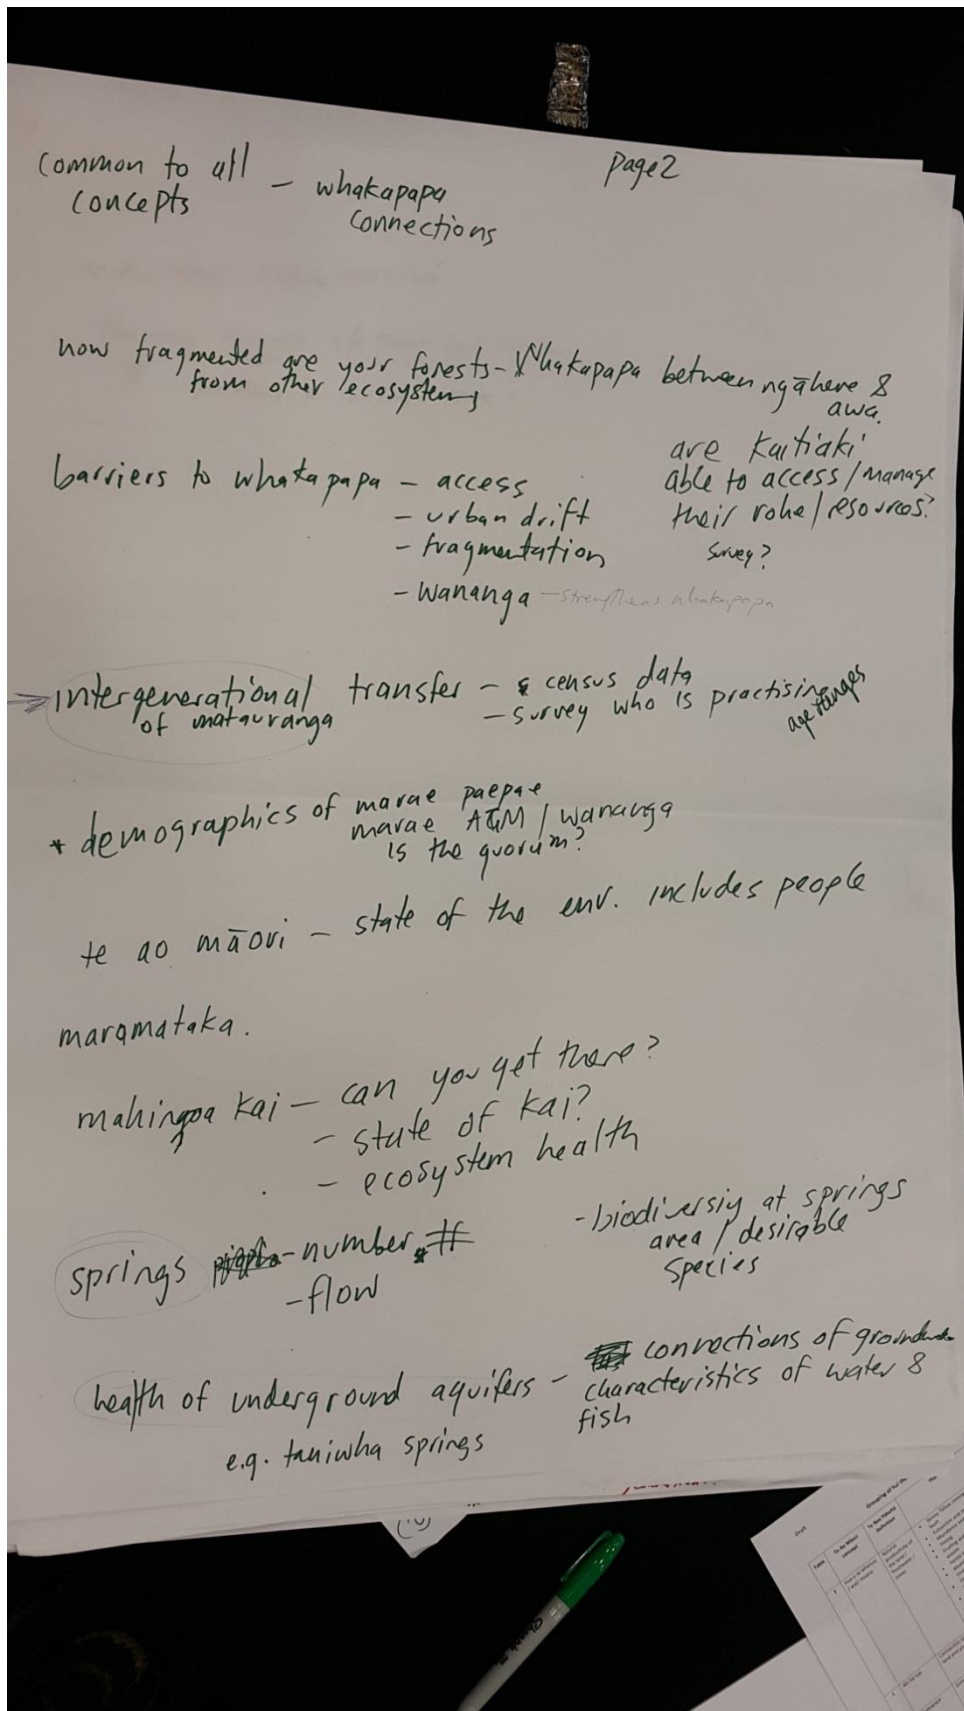 page2
common to all
concepts
- whakapapa
connections
how fragmented are your forests - Whakapapa between ngāhere &
from other ecosystems
awa.
barriers to whakapapa - access
- urban drift
- fragmentation
- wananga - strengthens whakapapa
are Kaitiaki
able to access/manage
their rohe/resources?
survey?
intergenerational transfer - census data
of matauranga
- survey who is practising
age ranges
* demographics of marae paepae
marae AGM / wananga
is the quorum?
te ao māori - state of the env. includes people
maramataka.
mahinga kai - can you get there?
- state of kai?
- ecosystem health
springs - number #
- flow
- biodiversiy at springs
area / desirable
species
health of underground aquifers -
e.g. taniwha springs
connections of groundwater
characteristics of water &
fish
Draft
Table